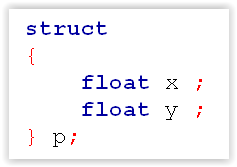 struct
{
float x ;
float y ;
} p;